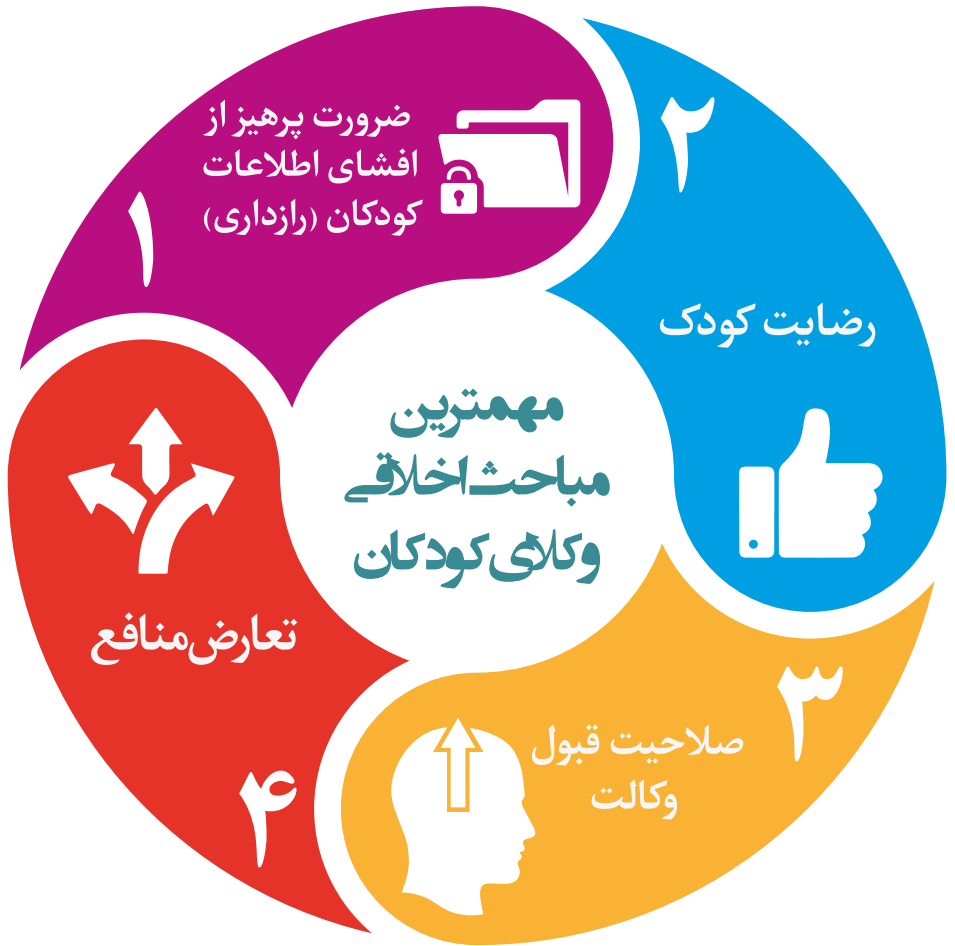 مهمترین
مباحث اخلاقی
وکلای کودکان
۱
ضرورت پرهیز از
افشای اطلاعات
کودکان (رازداری)
۲
رضایت کودک
۳
صلاحیت قبول
وکالت
۴
تعارض منافع